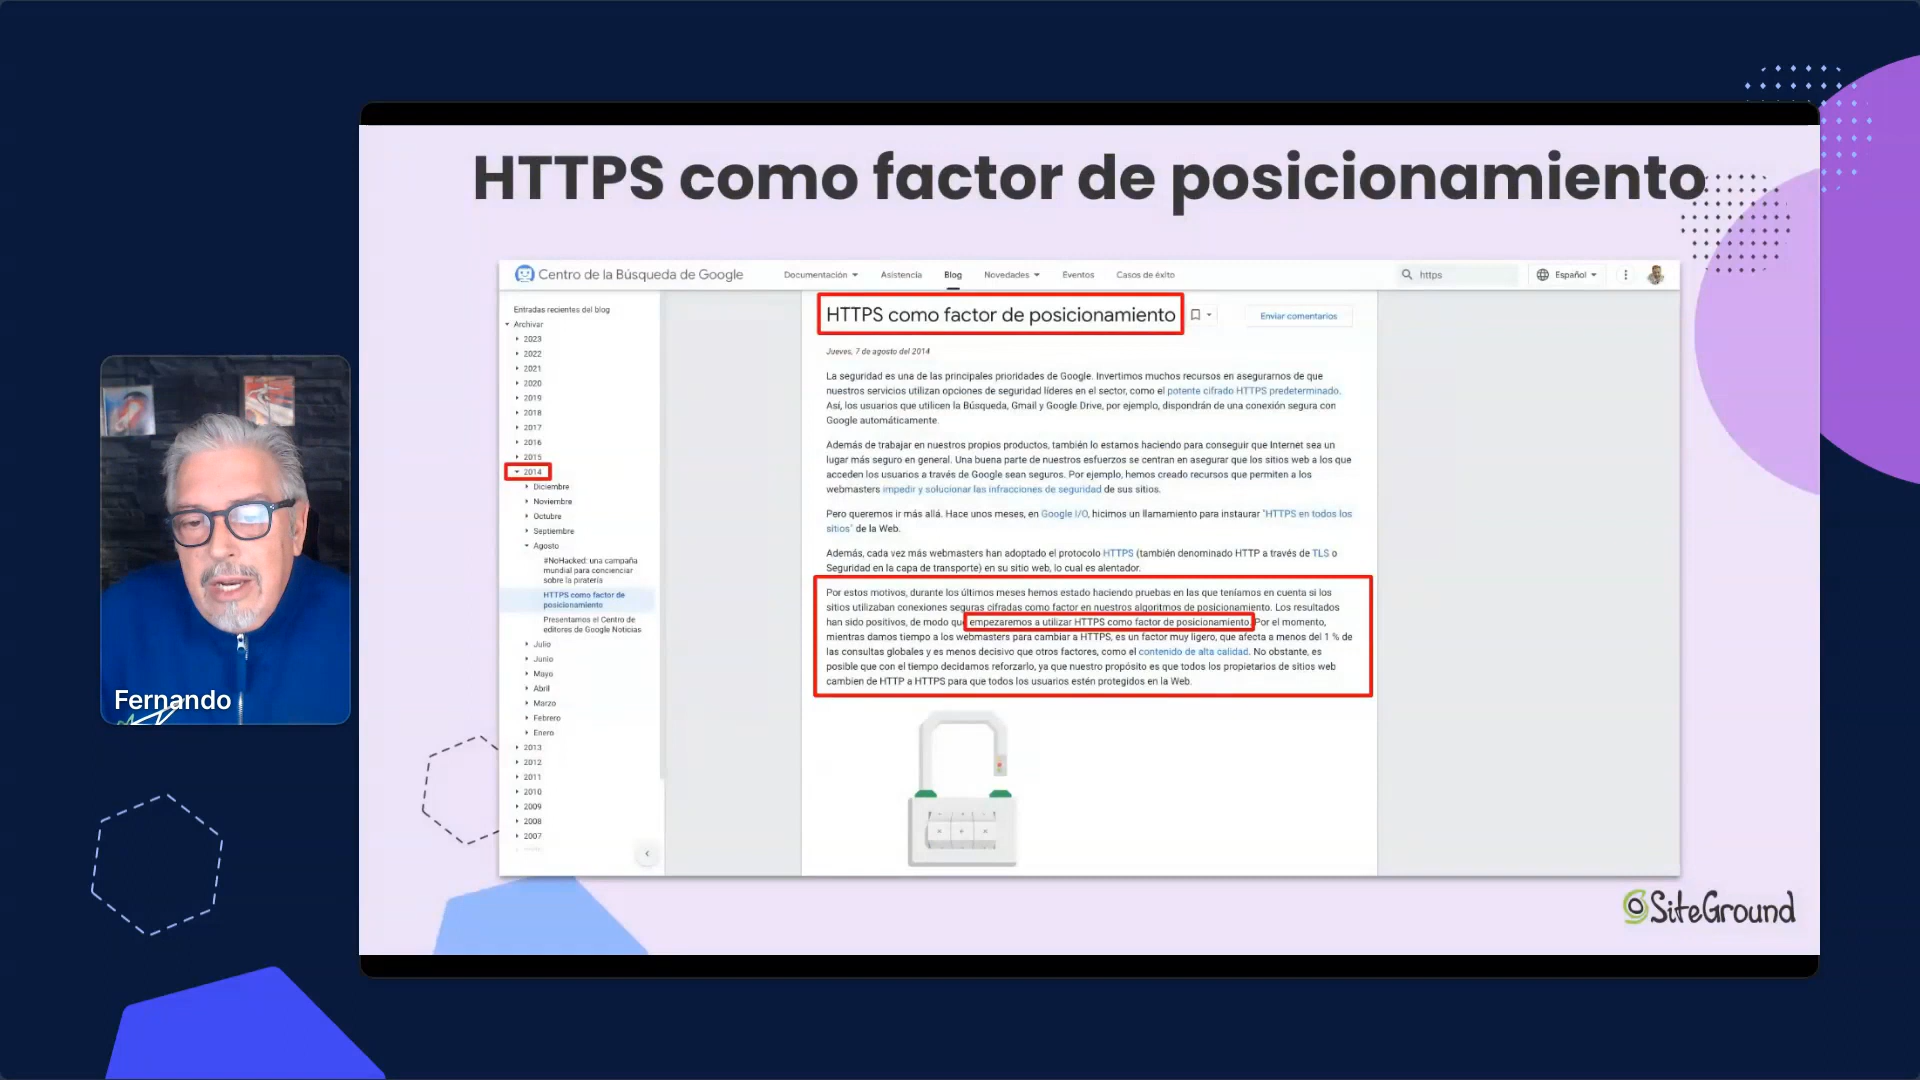 HTTPS como factor de posicionamiento
Centro de la Búsqueda de Google
Documentación
Asistencia
Blog
Novedades
Eventos
Casos de éxito
https
Español
Entradas recientes del blog
Archivar
2023
2022
2021
2020
2019
2018
2017
2016
2015
2014
Diciembre
Noviembre
Octubre
Septiembre
Agosto
#NoHacked: una campaña
mundial para concienciar
sobre la piratería
HTTPS como factor de
posicionamiento
Presentamos el Centro de
editores de Google Noticias
Julio
Junio
Mayo
Abril
Marzo
Febrero
Enero
2013
2012
2011
2010
2009
2008
2007
HTTPS como factor de posicionamiento
Enviar comentarios
Jueves, 7 de agosto del 2014
La seguridad es una de las principales prioridades de Google. Invertimos muchos recursos en asegurarnos de que
nuestros servicios utilizan opciones de seguridad líderes en el sector, como el potente cifrado HTTPS predeterminado.
Así, los usuarios que utilicen la Búsqueda, Gmail y Google Drive, por ejemplo, dispondrán de una conexión segura con
Google automáticamente.
Además de trabajar en nuestros propios productos, también lo estamos haciendo para conseguir que Internet sea un
lugar más seguro en general. Una buena parte de nuestros esfuerzos se centran en asegurar que los sitios web a los que
acceden los usuarios a través de Google sean seguros. Por ejemplo, hemos creado recursos que permiten a los
webmasters impedir y solucionar las infracciones de seguridad de sus sitios.
Pero queremos ir más allá. Hace unos meses, en Google I/O, hicimos un llamamiento para instaurar "HTTPS en todos los
sitios" de la Web.
Además, cada vez más webmasters han adoptado el protocolo HTTPS (también denominado HTTP a través de TLS o
Seguridad en la capa de transporte) en su sitio web, lo cual es alentador.
Por estos motivos, durante los últimos meses hemos estado haciendo pruebas en las que teníamos en cuenta si los
sitios utilizaban conexiones seguras cifradas como factor en nuestros algoritmos de posicionamiento. Los resultados
han sido positivos, de modo que empezaremos a utilizar HTTPS como factor de posicionamiento. Por el momento,
mientras damos tiempo a los webmasters para cambiar a HTTPS, es un factor muy ligero, que afecta a menos del 1 % de
las consultas globales y es menos decisivo que otros factores, como el contenido de alta calidad. No obstante, es
posible que con el tiempo decidamos reforzarlo, ya que nuestro propósito es que todos los propietarios de sitios web
cambien de HTTP a HTTPS para que todos los usuarios estén protegidos en la Web.
Fernando
SiteGround